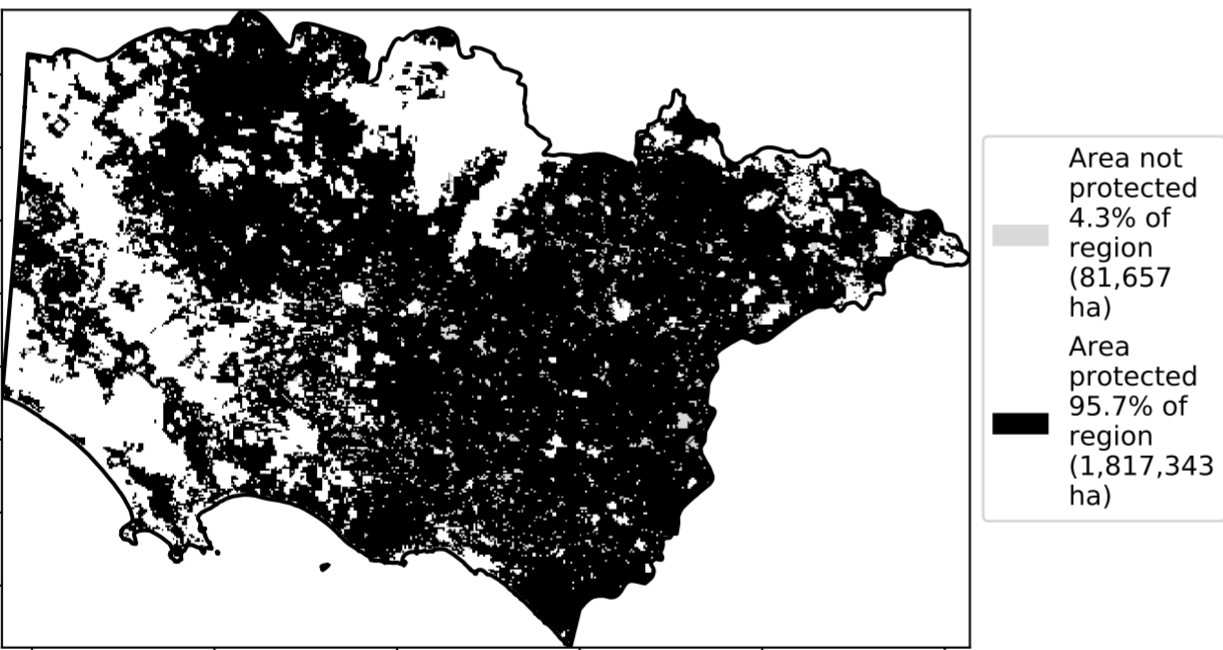 Area not
protected
4.3% of
region
(81,657
ha)
Area
protected
95.7% of
region
(1,817,343
ha)